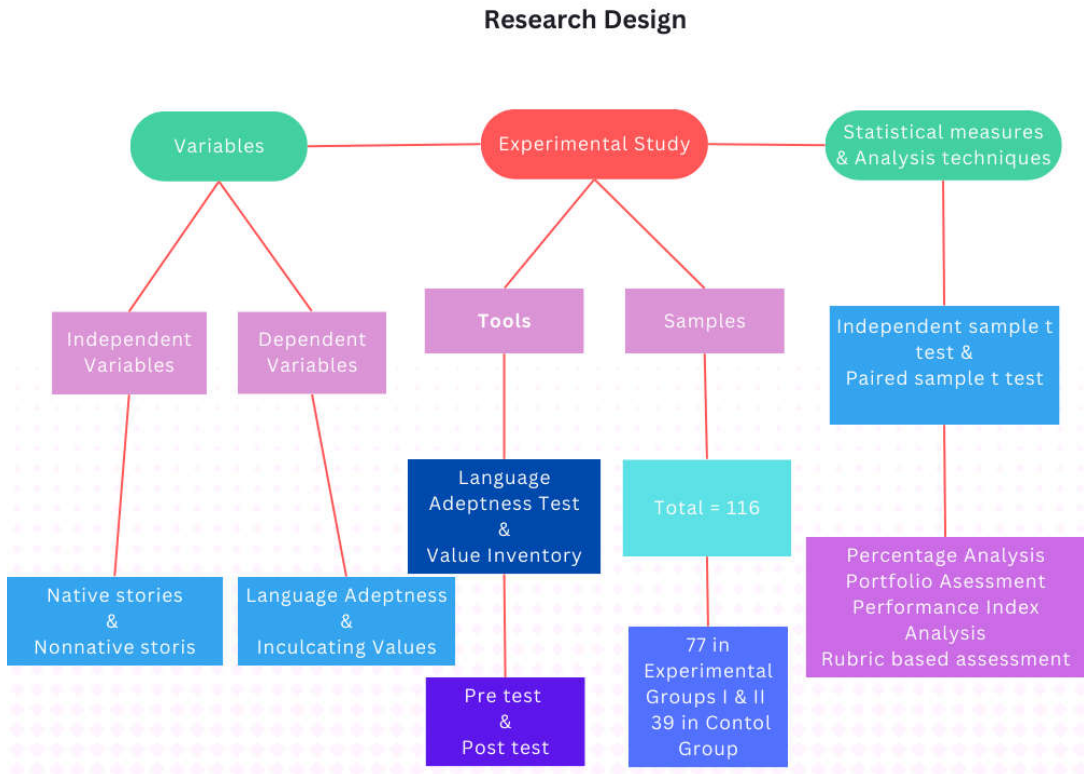 Research Design
Variables
Experimental Study
Statistical measures
& Analysis techniques
Independent
Variables
Dependent
Variables
Tools
Samples
Independent sample t
test &
Paired sample t test
Language
Adeptness Test
&
Value Inventory
Total = 116
Native stories
&
Nonnative storis
Language Adeptness
&
Inculcating Values
Percentage Analysis
Portfolio Asessment
Performance Index
Analysis
Rubric based assessment
Pre test
&
Post test
77 in
Experimental
Groups I & II
39 in Contol
Group